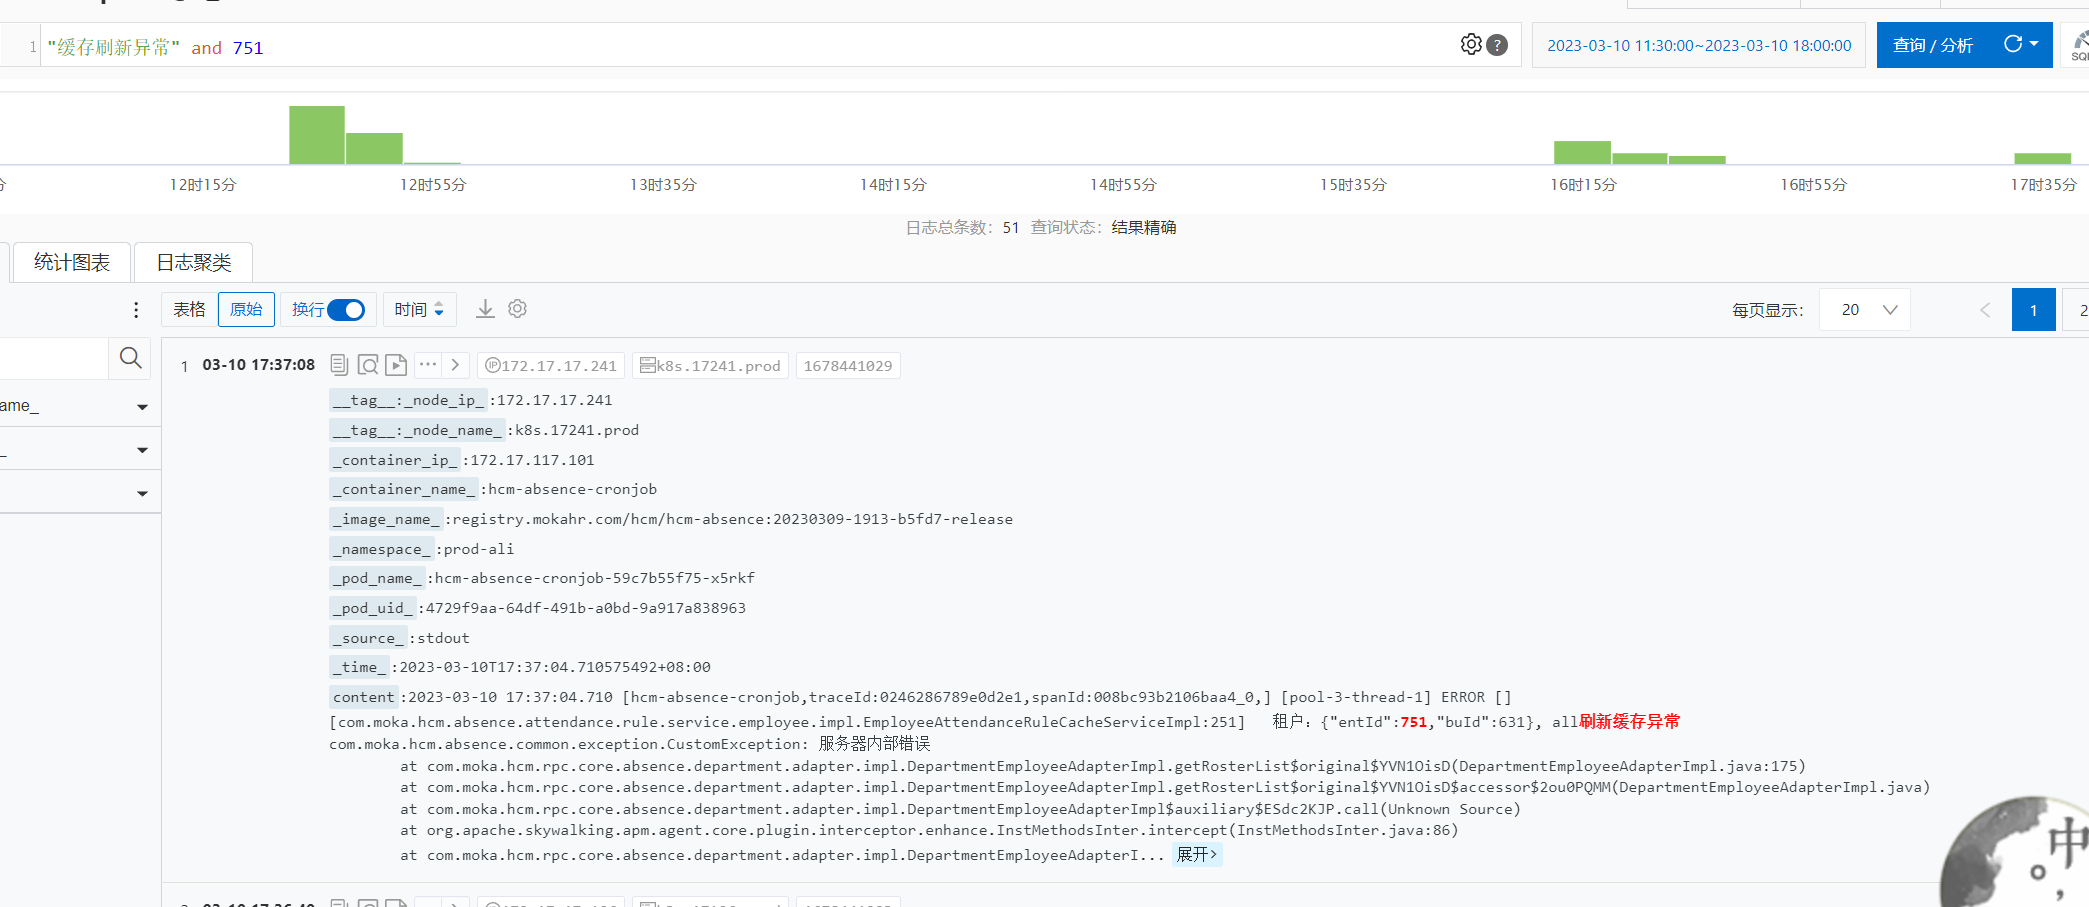 1 "缓存刷新异常" and 751
2023-03-10 11:30:00~2023-03-10 18:00:00
查询 / 分析
12时15分 12时55分 13时35分 14时15分 14时55分 15时35分 16时15分 16时55分 17时35分
日志总条数: 51 查询状态: 结果精确
统计图表 日志聚类
表格 原始 换行 时间 每页显示: 20 1 2
1 03-10 17:37:08 172.17.17.241 k8s.17241.prod 1678441029
ame_
__tag__:_node_ip_ :172.17.17.241
__tag__:_node_name_ :k8s.17241.prod
_container_ip_ :172.17.117.101
_container_name_ :hcm-absence-cronjob
_image_name_ :registry.mokahr.com/hcm/hcm-absence:20230309-1913-b5fd7-release
_namespace_ :prod-ali
_pod_name_ :hcm-absence-cronjob-59c7b55f75-x5rkf
_pod_uid_ :4729f9aa-64df-491b-a0bd-9a917a838963
_source_ :stdout
_time_ :2023-03-10T17:37:04.710575492+08:00
content :2023-03-10 17:37:04.710 [hcm-absence-cronjob,traceId:0246286789e0d2e1,spanId:008bc93b2106baa4_0,] [pool-3-thread-1] ERROR []
[com.moka.hcm.absence.attendance.rule.service.employee.impl.EmployeeAttendanceRuleCacheServiceImpl:251] 租户: {"entId":751,"buId":631}, all刷新缓存异常
com.moka.hcm.absence.common.exception.CustomException: 服务器内部错误
at com.moka.hcm.rpc.core.absence.department.adapter.impl.DepartmentEmployeeAdapterImpl.getRosterList$original$YVN1OisD(DepartmentEmployeeAdapterImpl.java:175)
at com.moka.hcm.rpc.core.absence.department.adapter.impl.DepartmentEmployeeAdapterImpl.getRosterList$original$YVN1OisD$accessor$2ou0PQMM(DepartmentEmployeeAdapterImpl.java)
at com.moka.hcm.rpc.core.absence.department.adapter.impl.DepartmentEmployeeAdapterImpl$auxiliary$ESdc2KJP.call(Unknown Source)
at org.apache.skywalking.apm.agent.core.plugin.interceptor.enhance.InstMethodsInter.intercept(InstMethodsInter.java:86)
at com.moka.hcm.rpc.core.absence.department.adapter.impl.DepartmentEmployeeAdapterI... 展开>
中